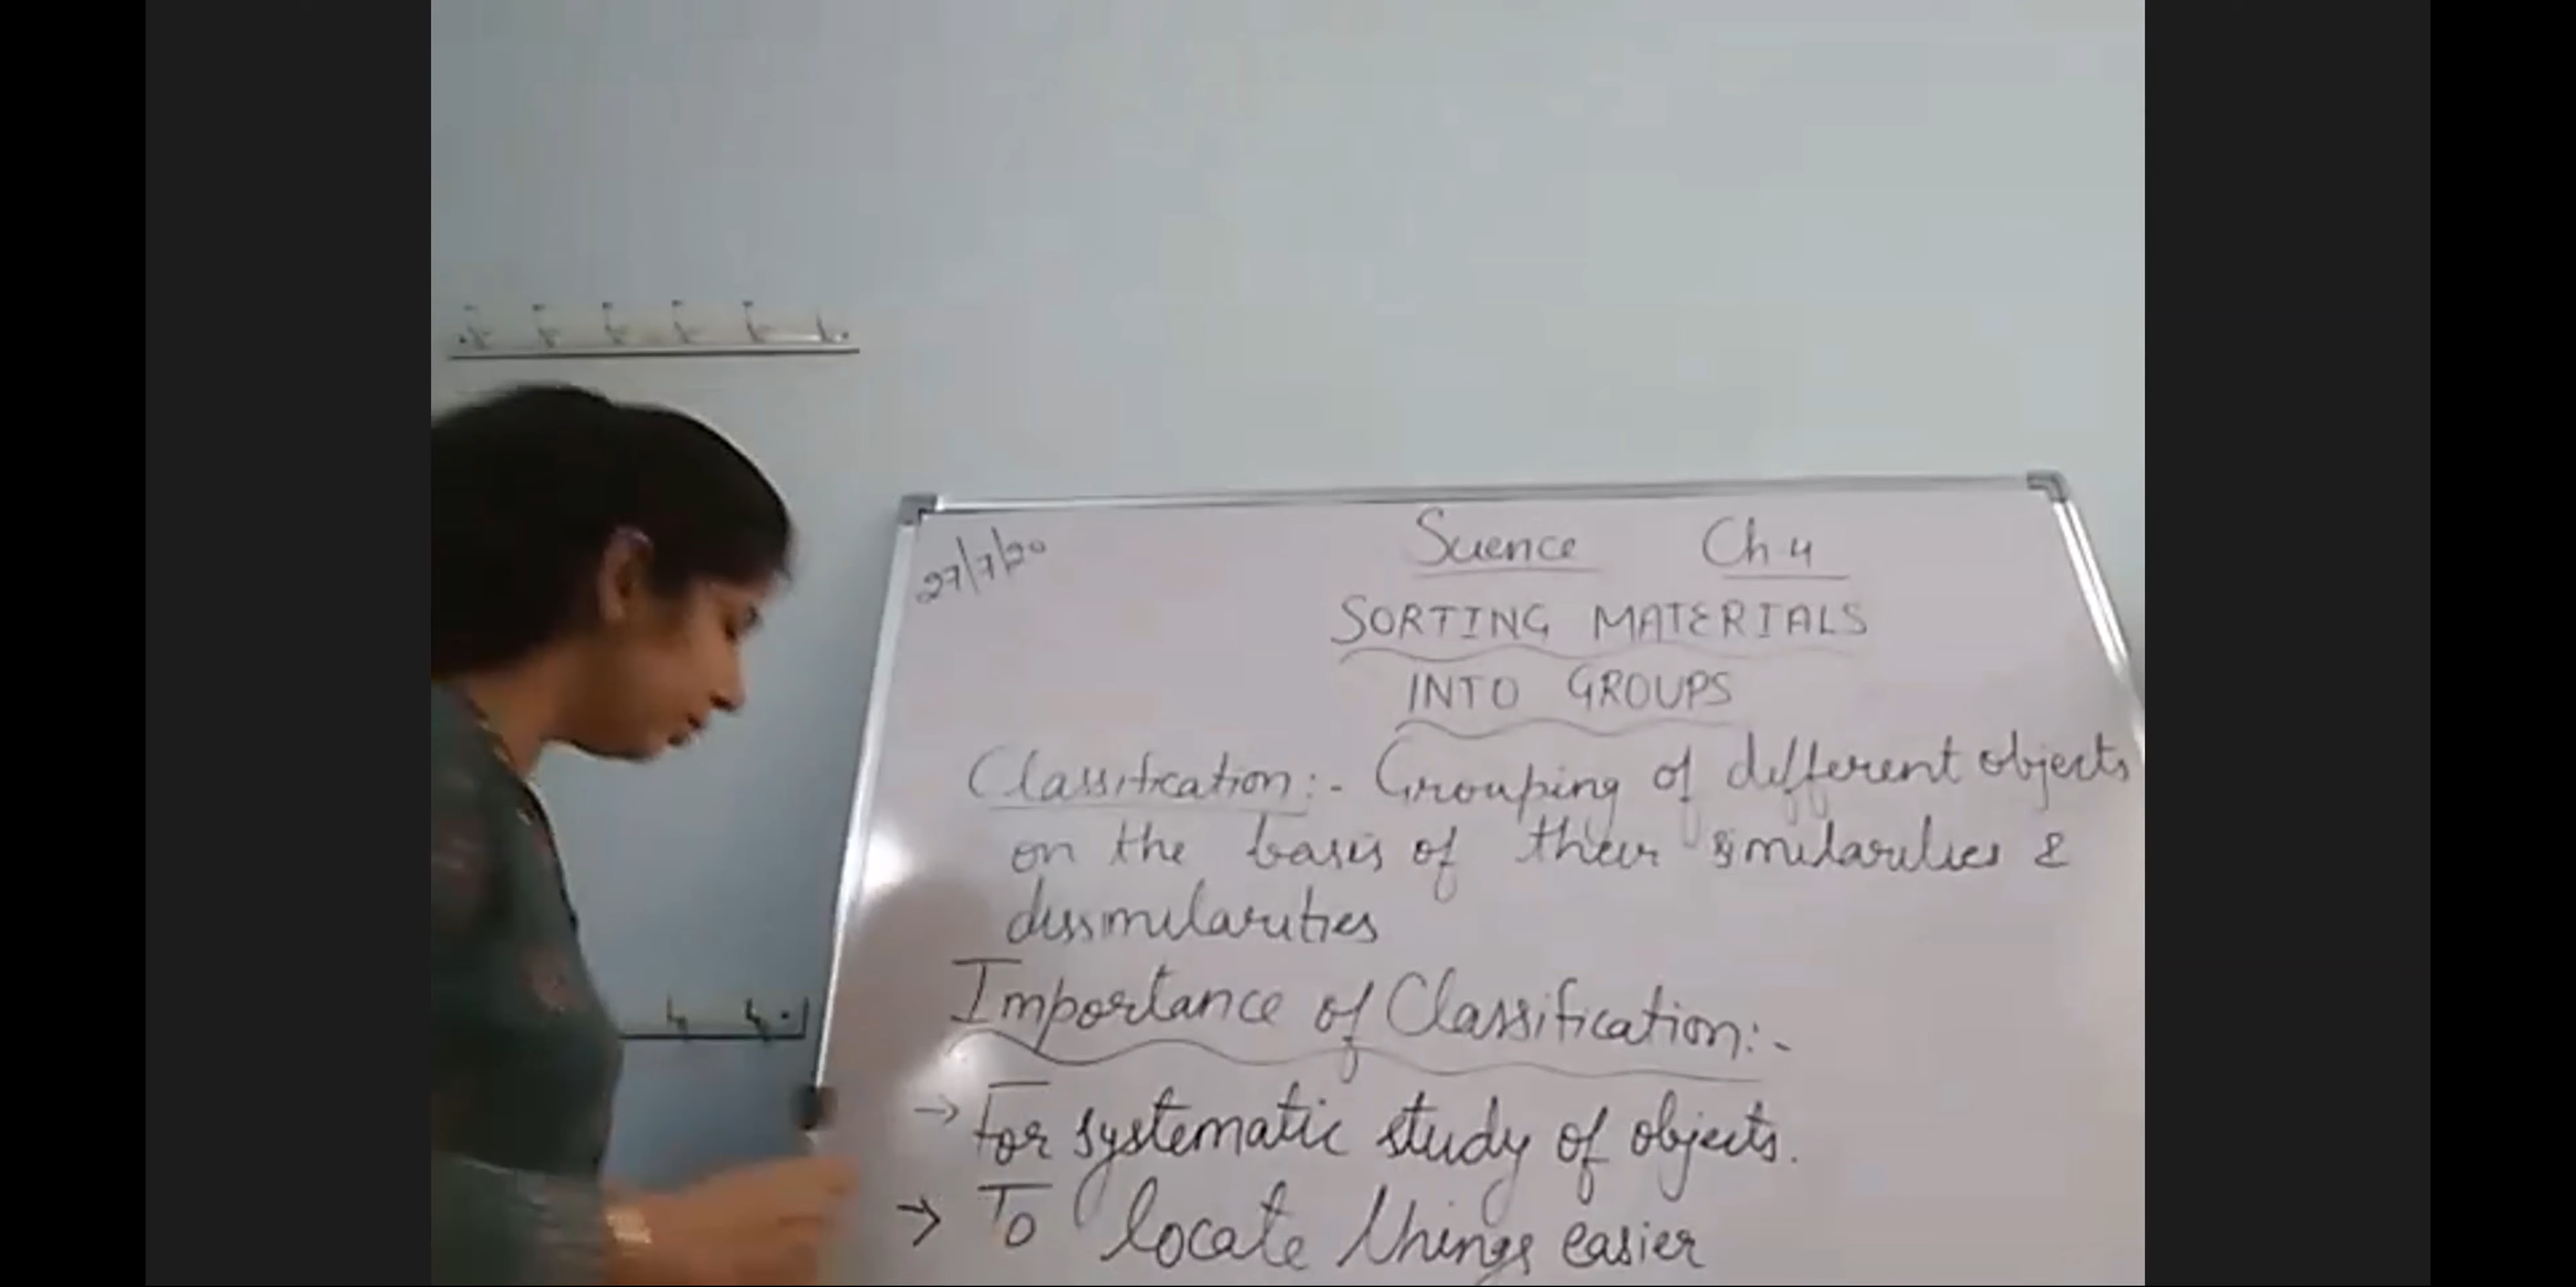 27/7/20
Science Ch 4
SORTING MATERIALS
INTO GROUPS
Classification:- Grouping of different objects
on the basis of their similarities &
dissimilarities
Importance of Classification:-
→ For systematic study of objects.
→ To locate things easier